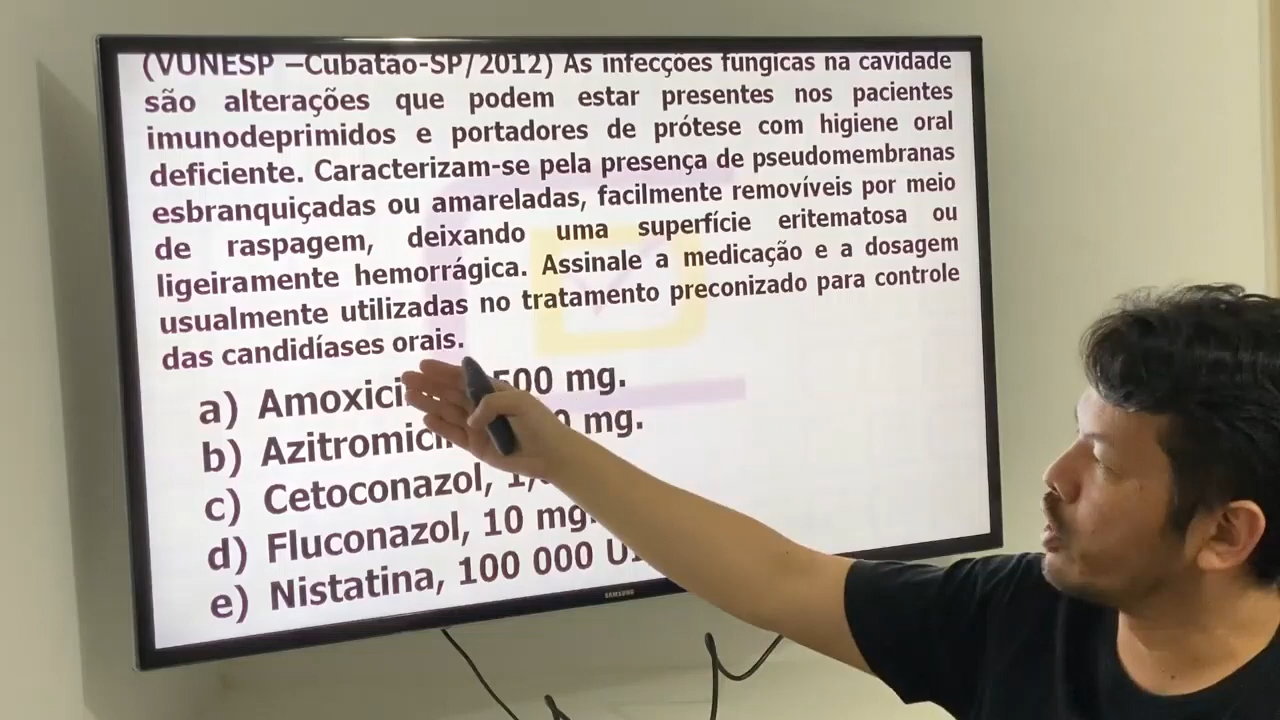 (VUNESP –Cubatão-SP/2012) As infecções fúngicas na cavidade
são alterações que podem estar presentes nos pacientes
imunodeprimidos e portadores de prótese com higiene oral
deficiente. Caracterizam-se pela presença de pseudomembranas
esbranquiçadas ou amareladas, facilmente removíveis por meio
de raspagem, deixando uma superfície eritematosa ou
ligeiramente hemorrágica. Assinale a medicação e a dosagem
usualmente utilizadas no tratamento preconizado para controle
das candidíases orais.
a) 500 mg.
b) mg.
c) Cetoconazol,
d) Fluconazol, 10 mg.
e) Nistatina, 100 000
SAMSUNG